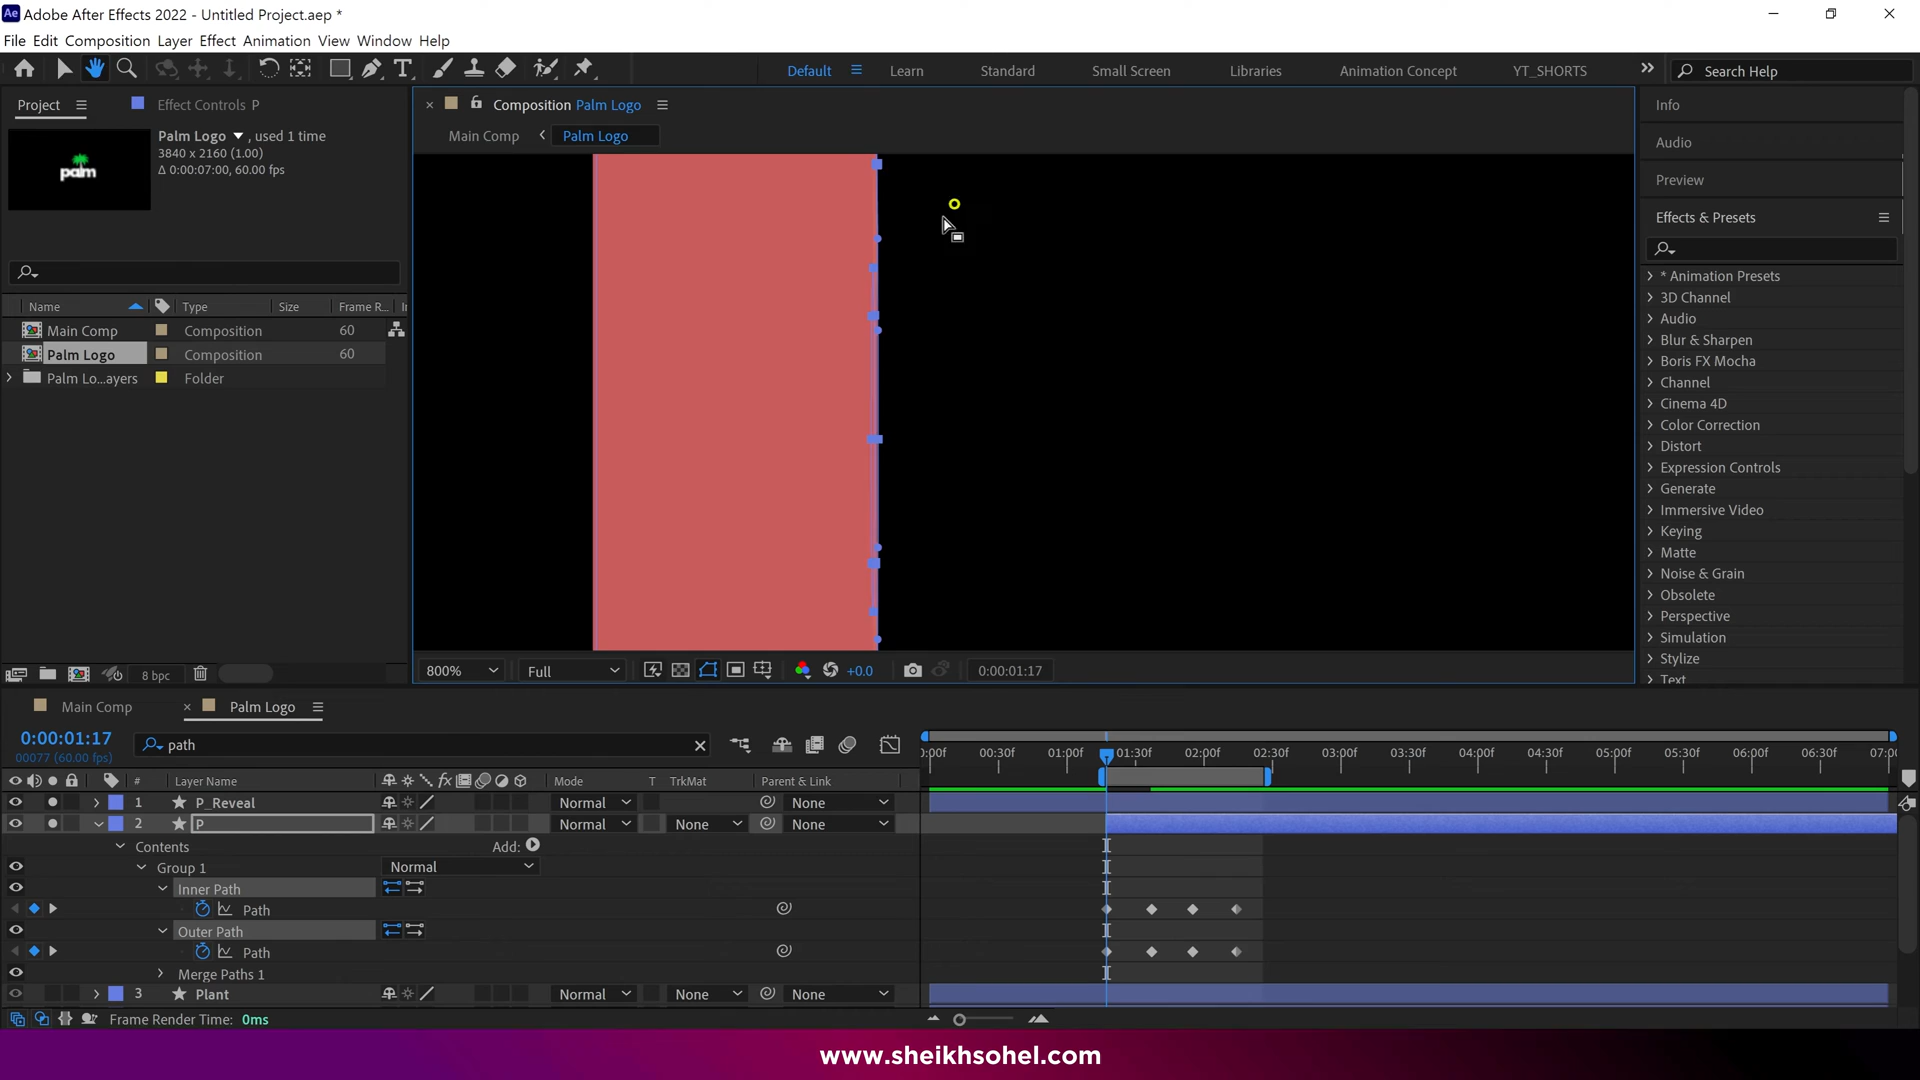 Adobe After Effects 2022 - Untitled Project.aep *
File Edit Composition Layer Effect Animation View Window Help
Default Learn Standard Small Screen Libraries Animation Concept YT_SHORTS Search Help
Project Effect Controls P
Palm Logo , used 1 time
3840 x 2160 (1.00)
Δ 0:00:07:00, 60.00 fps
palm
Name Type Size Frame R... I
Main Comp Composition 60
Palm Logo Composition 60
Palm Lo...ayers Folder
8 bpc
Composition Palm Logo
Main Comp Palm Logo
800% Full +0.0 0:00:01:17
Info
Audio
Preview
Effects & Presets
* Animation Presets
3D Channel
Audio
Blur & Sharpen
Boris FX Mocha
Channel
Cinema 4D
Color Correction
Distort
Expression Controls
Generate
Immersive Video
Keying
Matte
Noise & Grain
Obsolete
Perspective
Simulation
Stylize
Text
Main Comp Palm Logo
0:00:01:17
00077 (60.00 fps)
path
:00f 00:30f 01:00f 01:30f 02:00f 02:30f 03:00f 03:30f 04:00f 04:30f 05:00f 05:30f 06:00f 06:30f 07:0
# Layer Name Mode T TrkMat Parent & Link
1 P_Reveal Normal None
2 P Normal None None
Contents Add:
Group 1 Normal
Inner Path
Path
Outer Path
Path
Merge Paths 1
3 Plant Normal None None
Frame Render Time: 0ms
www.sheikhsohel.com